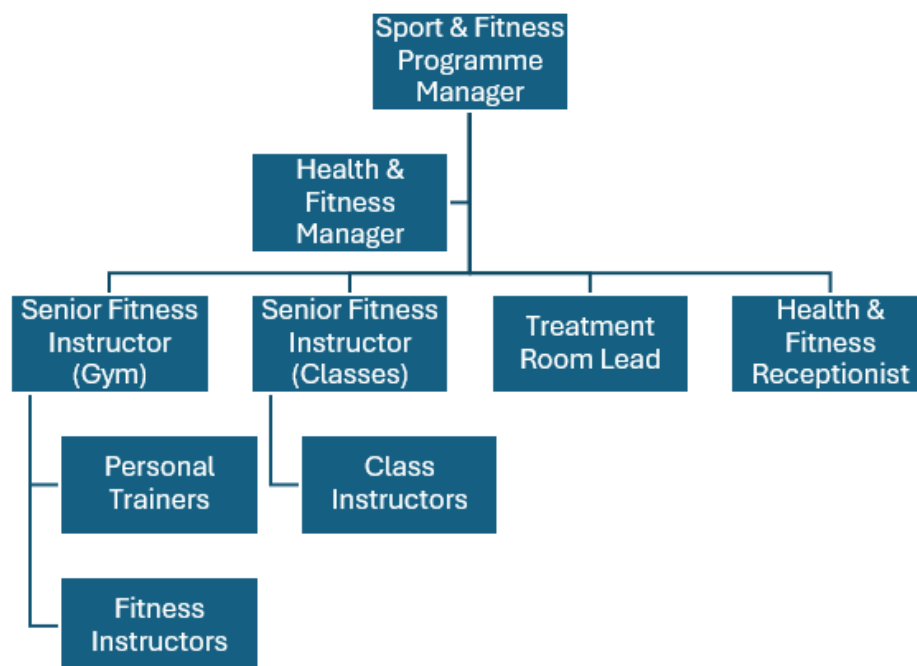 Sport & Fitness
Programme
Manager
Health &
Fitness
Manager
Senior Fitness
Instructor
(Gym)
Senior Fitness
Instructor
(Classes)
Treatment
Room Lead
Health &
Fitness
Receptionist
Personal
Trainers
Class
Instructors
Fitness
Instructors